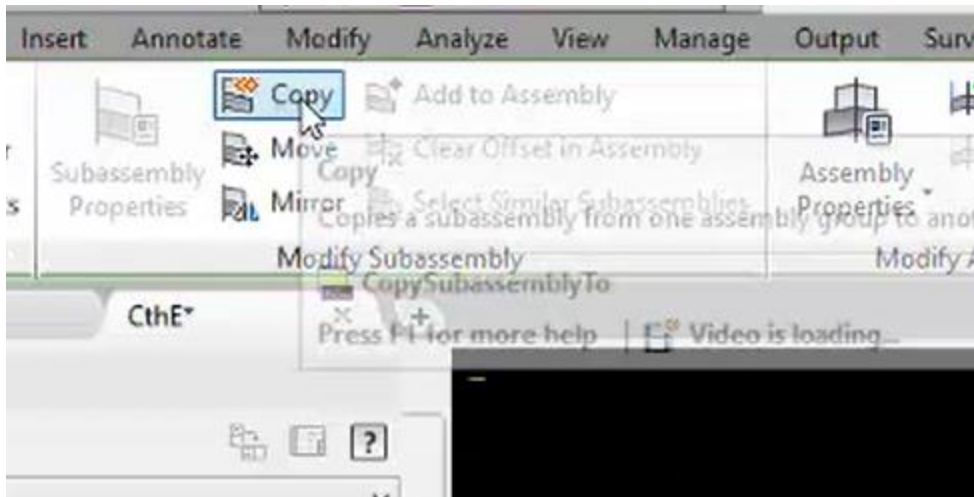 Insert Annotate Modify Analyze View Manage Output Surv
Copy Add to Assembly
Subassembly Properties
Move Clear Offset in Assembly
Mirror Select Similar Subassemblies
Assembly Properties
Modify Subassembly
Modify A
Copy
Copies a subassembly from one assembly group to and
CopySubassemblyTo
Press F1 for more help Video is loading...
CthE*
?